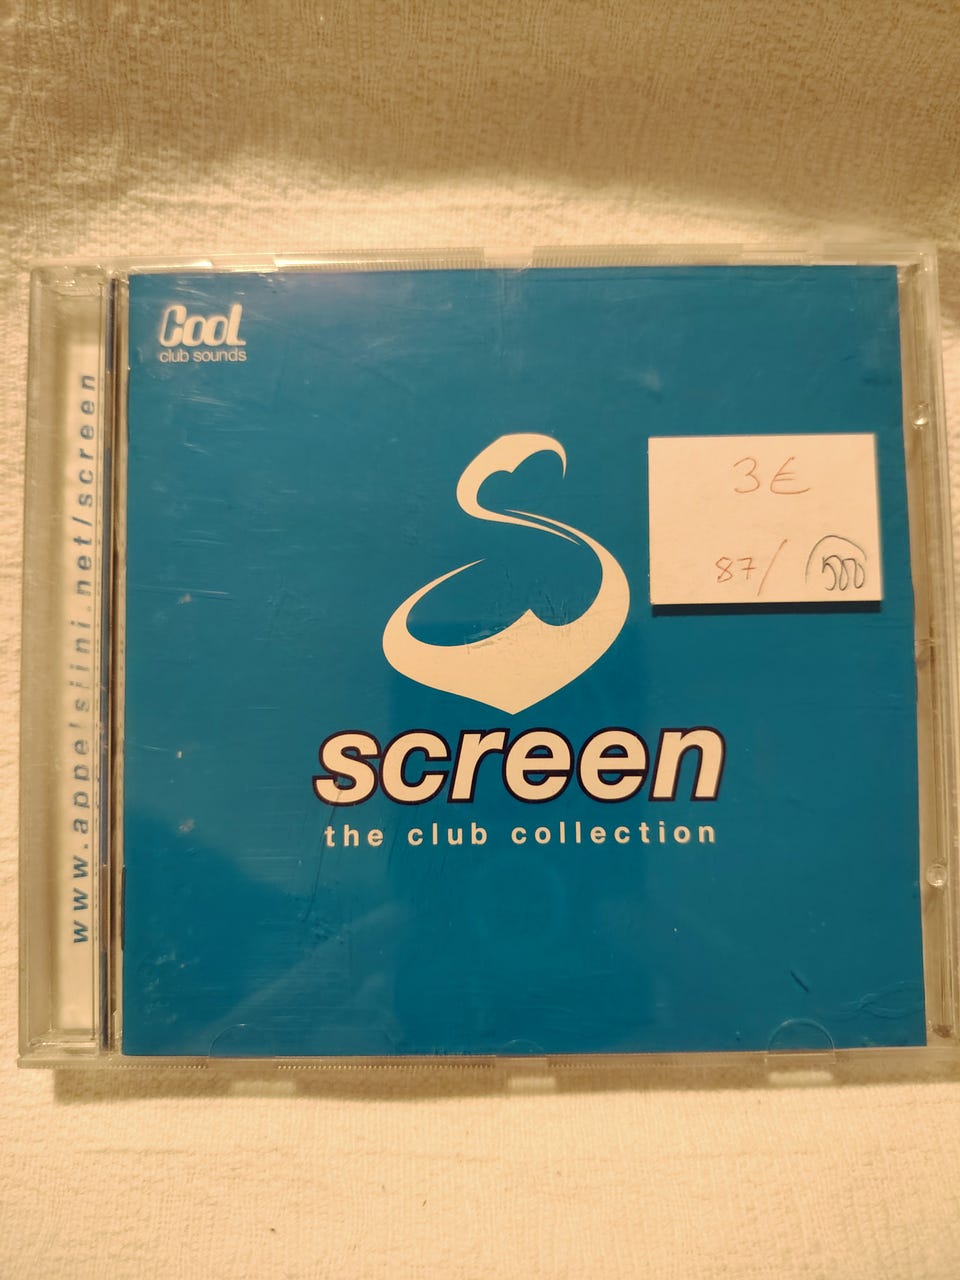 Cool
club sounds
www.appelsiini.net/screen
3€
87/ 500
screen
the club collection